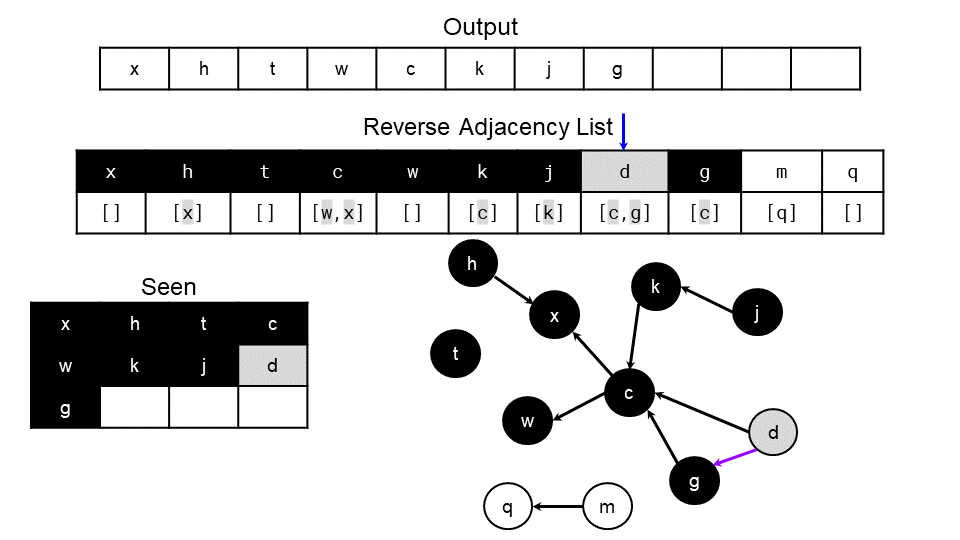 Output
x h t w c k j g
Reverse Adjacency List
x h t c w k j d g m q
[] [x] [] [w,x] [] [c] [k] [c,g] [c] [q] []
Seen
x h t c
w k j d
g
h
k
x
j
t
c
w
d
g
q
m